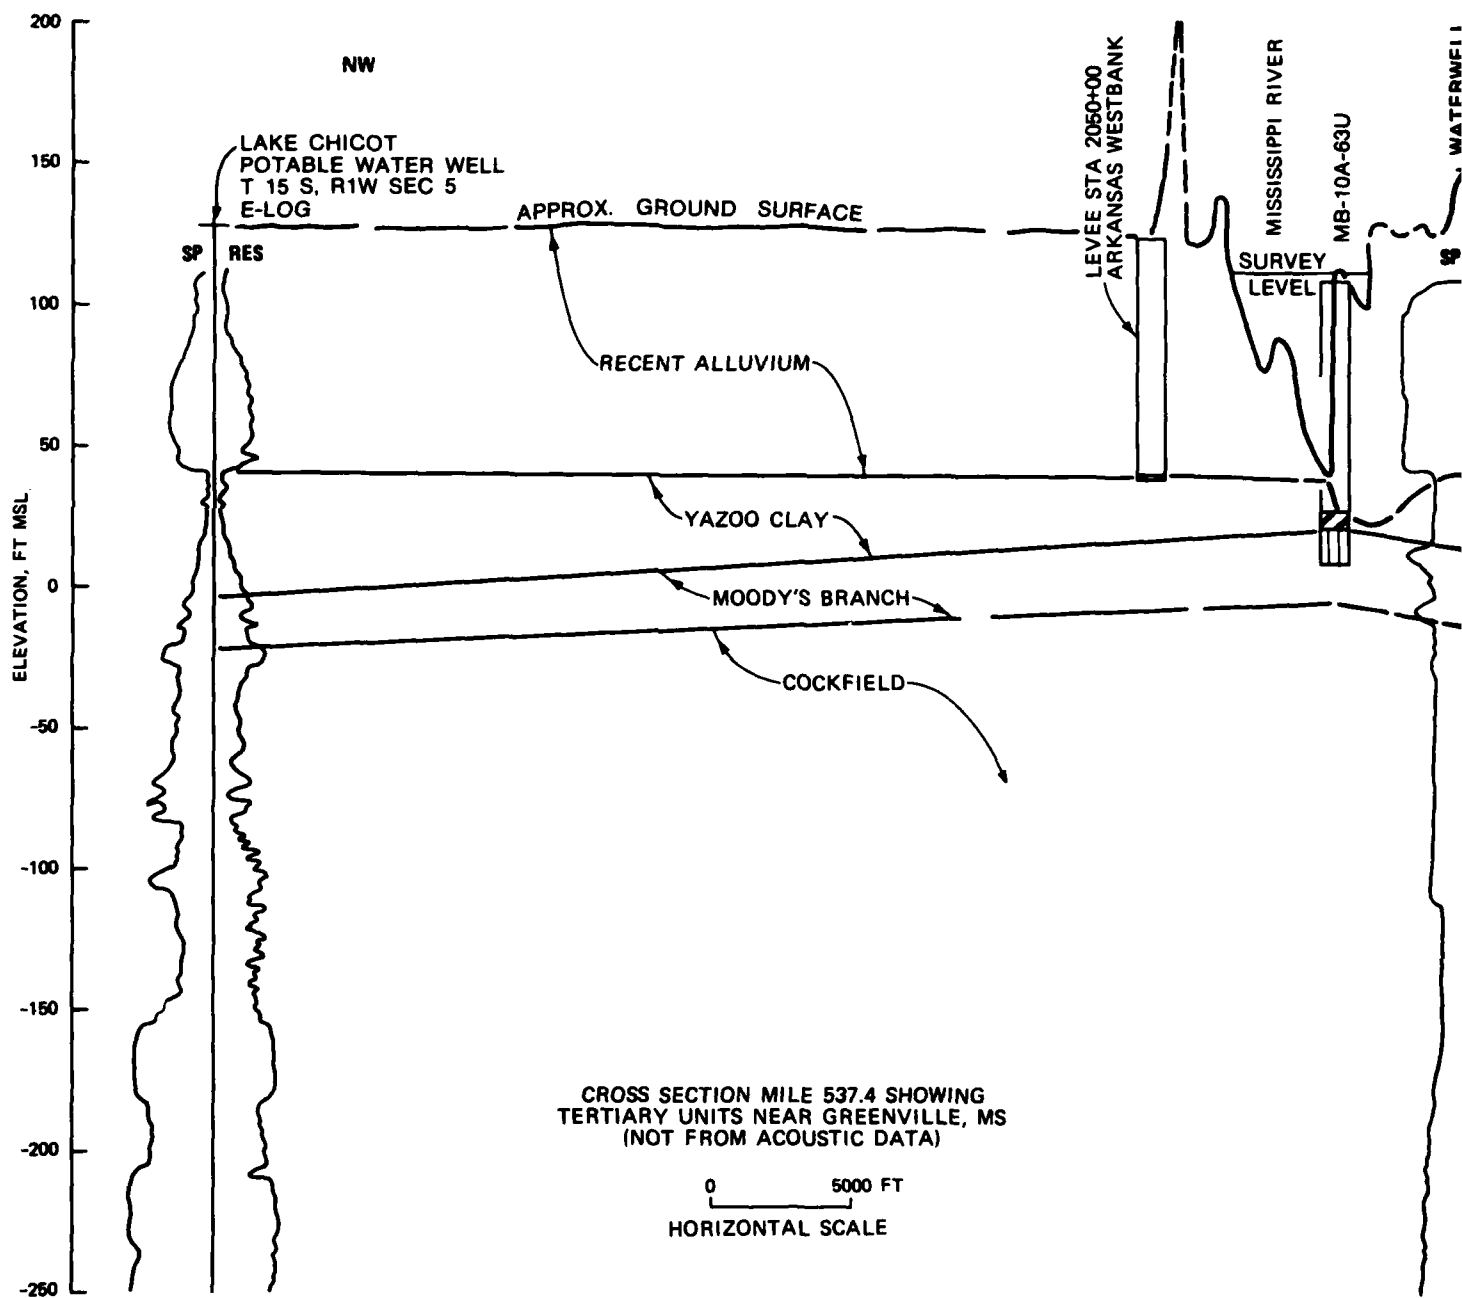 200
150
100
50
0
-50
-100
-150
-200
-250
ELEVATION, FT MSL
NW
LAKE CHICOT
POTABLE WATER WELL
T 15 S, R1W SEC 5
E-LOG
SP RES
APPROX. GROUND SURFACE
RECENT ALLUVIUM
YAZOO CLAY
MOODY'S BRANCH
COCKFIELD
LEVEE STA 2050+00
ARKANSAS WESTBANK
MISSISSIPPI RIVER
MB-10A-63U
SURVEY
LEVEL
SP
CROSS SECTION MILE 537.4 SHOWING
TERTIARY UNITS NEAR GREENVILLE, MS
(NOT FROM ACOUSTIC DATA)
0 5000 FT
HORIZONTAL SCALE